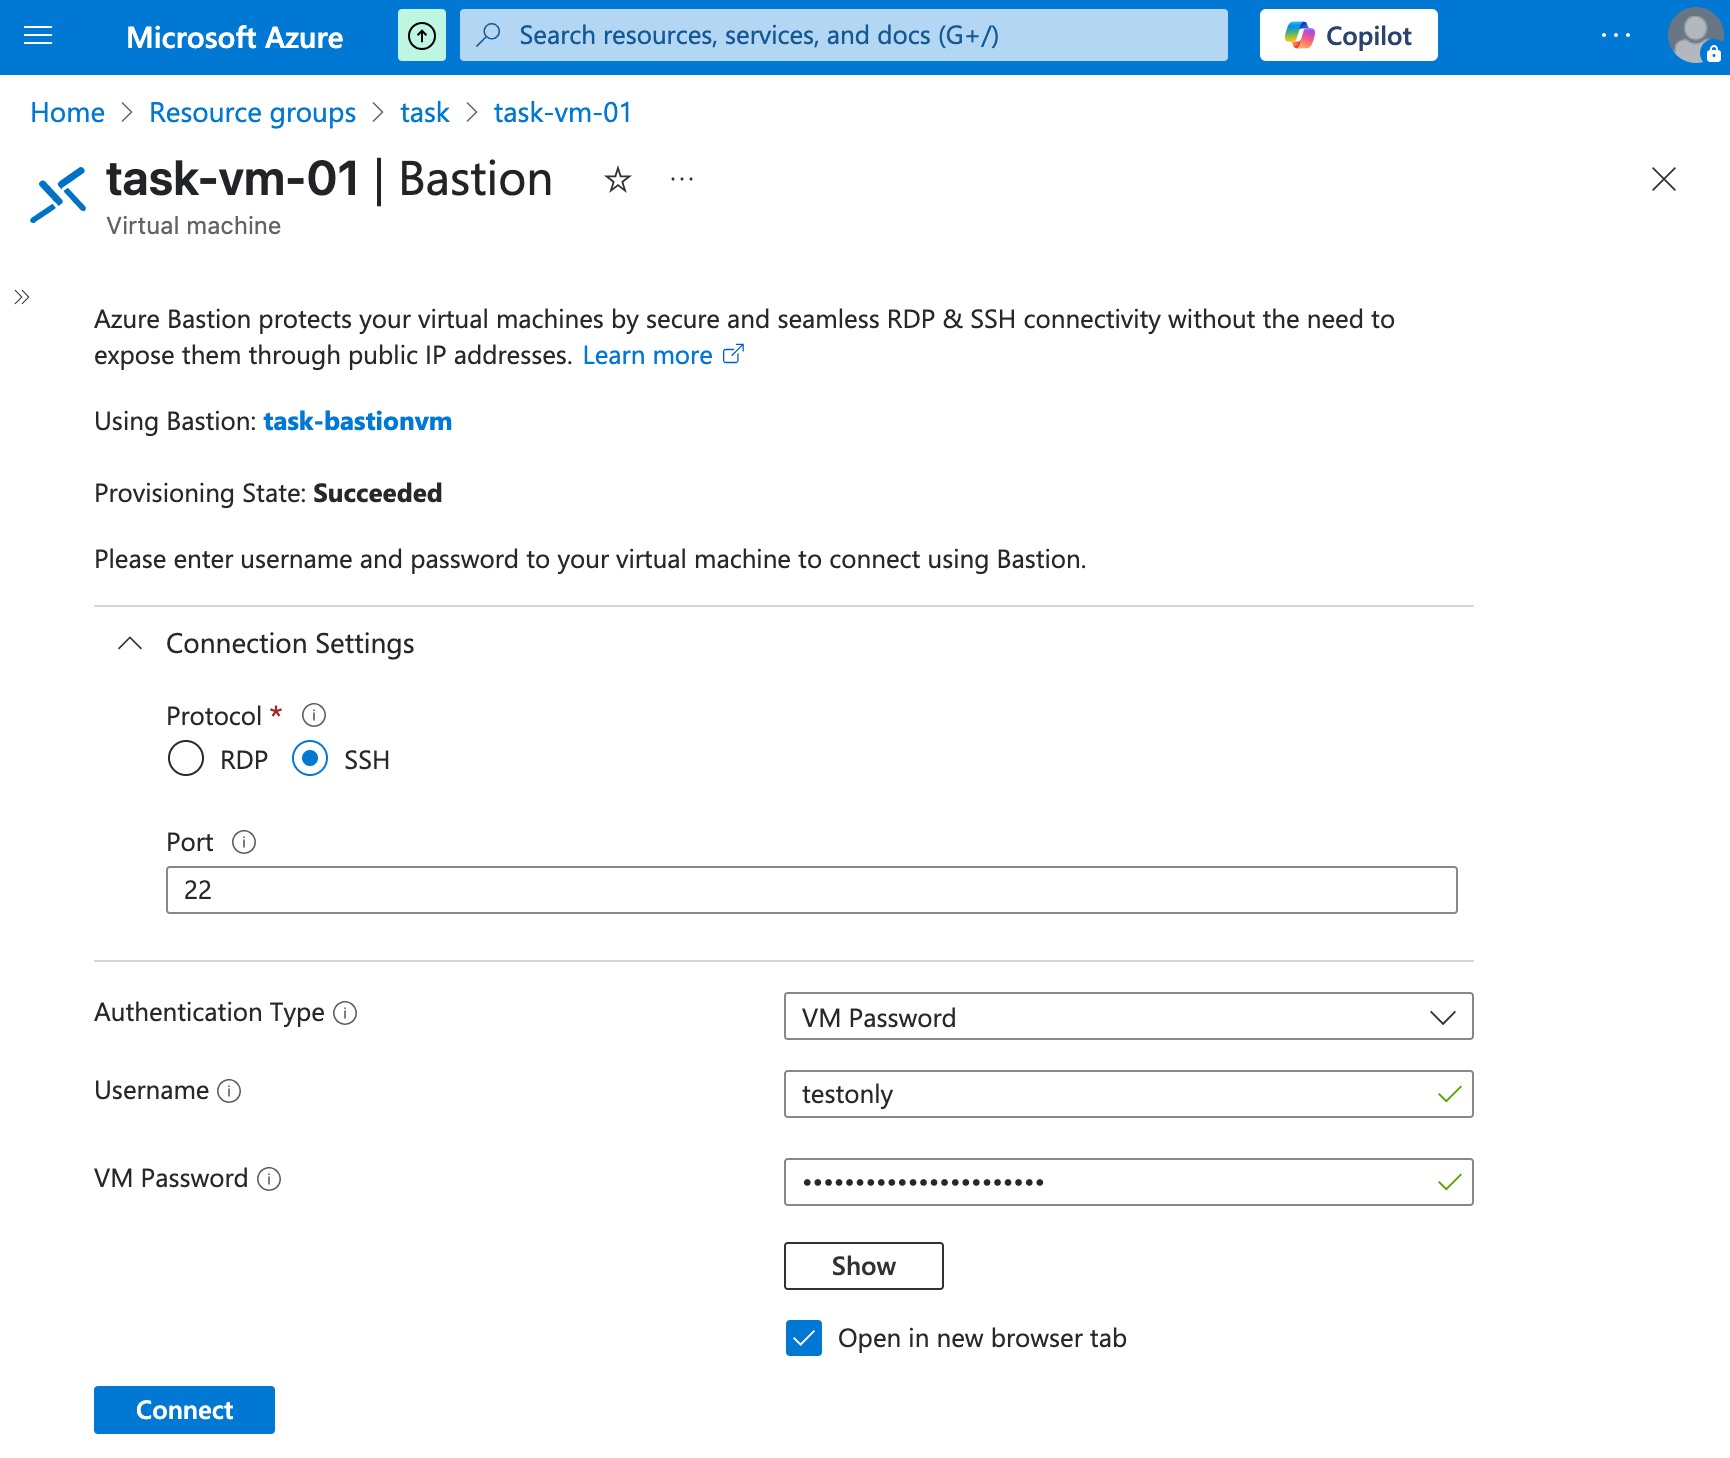 Microsoft Azure
Search resources, services, and docs (G+/)
Copilot
Home > Resource groups > task > task-vm-01
task-vm-01 | Bastion
Virtual machine
Azure Bastion protects your virtual machines by secure and seamless RDP & SSH connectivity without the need to
expose them through public IP addresses. Learn more
Using Bastion: task-bastionvm
Provisioning State: Succeeded
Please enter username and password to your virtual machine to connect using Bastion.
Connection Settings
Protocol *
RDP SSH
Port
22
Authentication Type
VM Password
Username
testonly
VM Password
•••••••••••••••••••••••
Show
Open in new browser tab
Connect